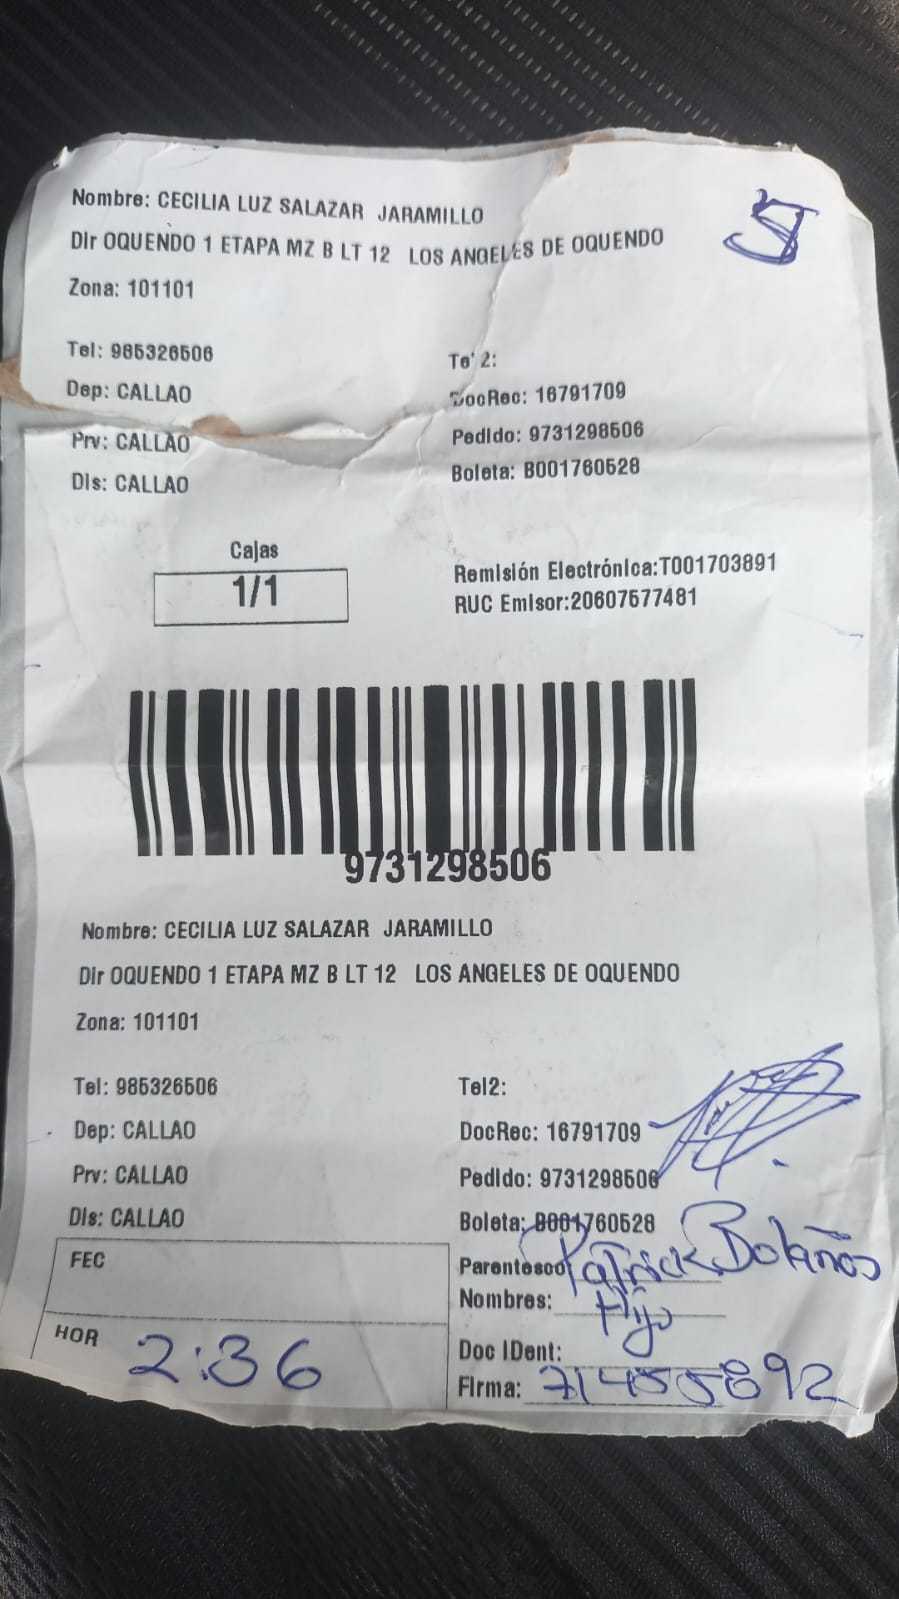 Nombre: CECILIA LUZ SALAZAR JARAMILLO
Dir OQUENDO 1 ETAPA MZ B LT 12 LOS ANGELES DE OQUENDO
Zona: 101101
Tel: 985326506
Tel 2:
Dep: CALLAO
DocRec: 16791709
Prv: CALLAO
Pedido: 9731298506
Dis: CALLAO
Boleta: B001760528
Cajas
1/1
Remisión Electrónica:T001703891
RUC Emisor:20607577481
9731298506
Nombre: CECILIA LUZ SALAZAR JARAMILLO
Dir OQUENDO 1 ETAPA MZ B LT 12 LOS ANGELES DE OQUENDO
Zona: 101101
Tel: 985326506
Tel2:
Dep: CALLAO
DocRec: 16791709
Prv: CALLAO
Pedido: 9731298506
Dis: CALLAO
Boleta: B001760528
FEC
Parentesco: Patrick Bolaños
Nombres: Hijo
HOR 2:36
Doc IDent:
Firma: 71455892